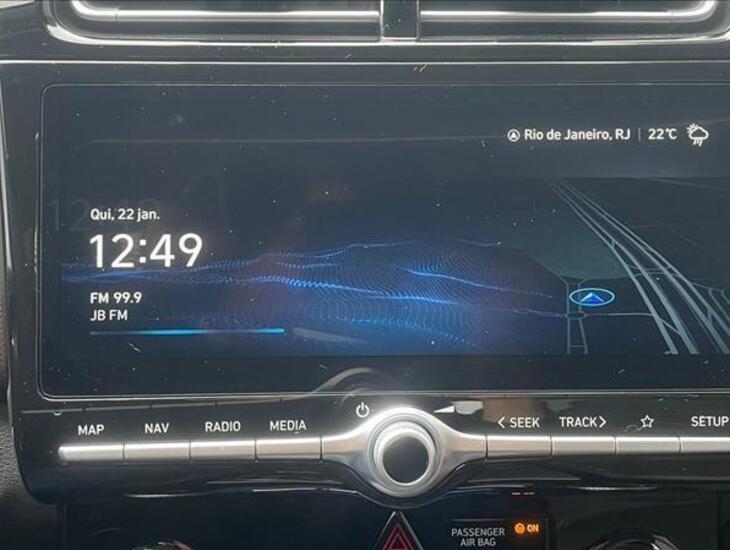 Rio de Janeiro, RJ | 22°C
Qui, 22 jan.
12:49
FM 99.9
JB FM
MAP NAV RADIO MEDIA < SEEK TRACK > SETUP
PASSENGER AIR BAG ON